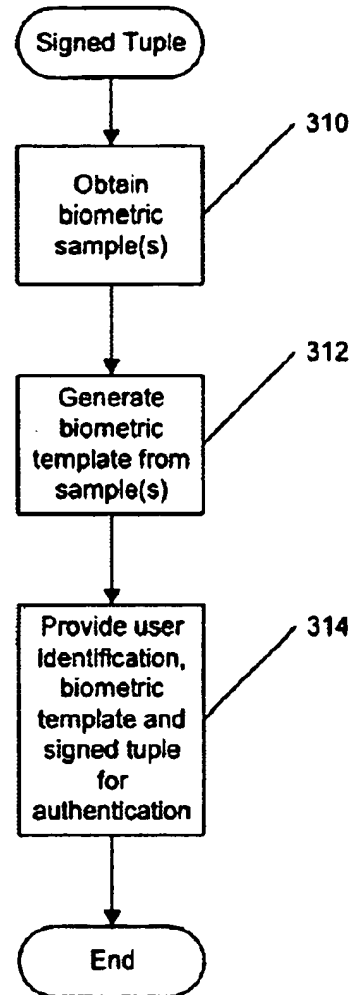 Signed Tuple
310
Obtain
biometric
sample(s)
312
Generate
biometric
template from
sample(s)
314
Provide user
identification,
biometric
template and
signed tuple
for
authentication
End